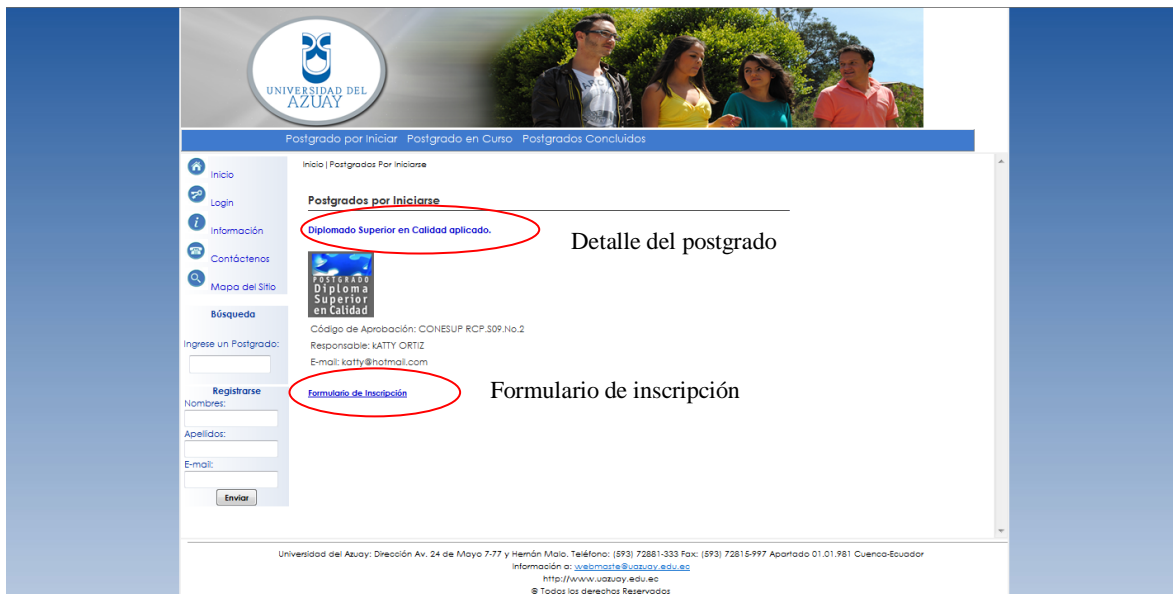 UNIVERSIDAD DEL
AZUAY
Postgrado por Iniciar Postgrado en Curso Postgrados Concluidos
Inicio
Login
Información
Contáctenos
Mapa del Sitio
Búsqueda
Ingrese un Postgrado:
Registrarse
Nombres:
Apellidos:
E-mail:
Enviar
Inicio | Postgrados Por Iniciarse
Postgrados por Iniciarse
Diplomado Superior en Calidad aplicado.
Detalle del postgrado
POSTGRADO
Diploma
Superior
en Calidad
Código de Aprobación: CONESUP RCP.S09.No.2
Responsable: kATTY ORTIZ
E-mail: katty@hotmail.com
Formulario de Inscripción
Formulario de inscripción
Universidad del Azuay: Dirección Av. 24 de Mayo 7-77 y Hernán Malo. Teléfono: (593) 72881-333 Fax: (593) 72815-997 Apartado 01.01.981 Cuenca-Ecuador
Información a: webmaste@uazuay.edu.ec
http://www.uazuay.edu.ec
® Todos los derechos Reservados